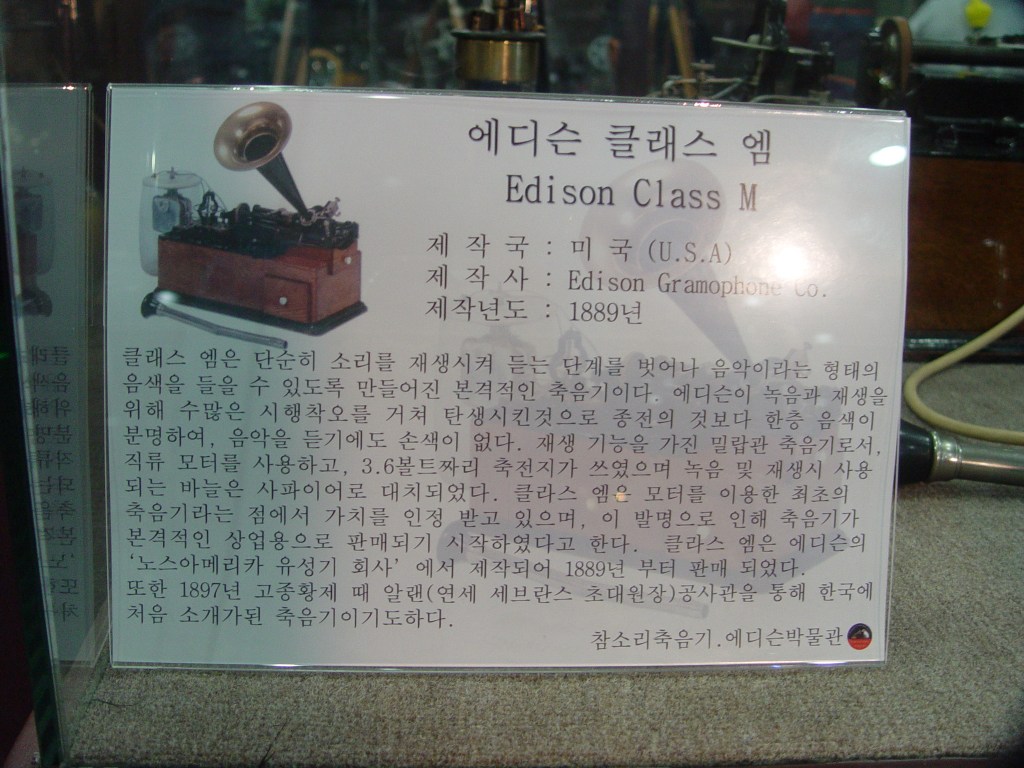 에디슨 클래스 엠
Edison Class M
제 작 국 : 미 국 (U.S.A)
제 작 사 : Edison Gramophone Co.
제작년도 : 1889년
클래스 엠은 단순히 소리를 재생시켜 듣는 단계를 벗어나 음악이라는 형태의
음색을 들을 수 있도록 만들어진 본격적인 축음기이다. 에디슨이 녹음과 재생을
위해 수많은 시행착오를 거쳐 탄생시킨것으로 종전의 것보다 한층 음색이
분명하여, 음악을 듣기에도 손색이 없다. 재생 기능을 가진 밀랍관 축음기로서,
직류 모터를 사용하고, 3.6볼트짜리 축전지가 쓰였으며 녹음 및 재생시 사용
되는 바늘은 사파이어로 대치되었다. 클라스 엠은 모터를 이용한 최초의
축음기라는 점에서 가치를 인정 받고 있으며, 이 발명으로 인해 축음기가
본격적인 상업용으로 판매되기 시작하였다고 한다. 클라스 엠은 에디슨의
'노스아메리카 유성기 회사' 에서 제작되어 1889년 부터 판매 되었다.
또한 1897년 고종황제 때 알랜(연세 세브란스 초대원장)공사관을 통해 한국에
처음 소개가된 축음기이기도하다.
참소리축음기.에디슨박물관